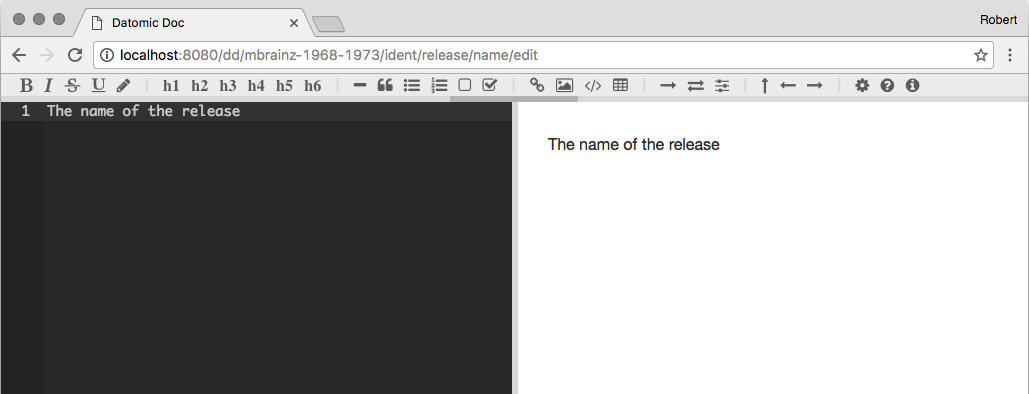 Datomic Doc
Robert
localhost:8080/dd/mbrainz-1968-1973/ident/release/name/edit
B I S U h1 h2 h3 h4 h5 h6
1 The name of the release
The name of the release